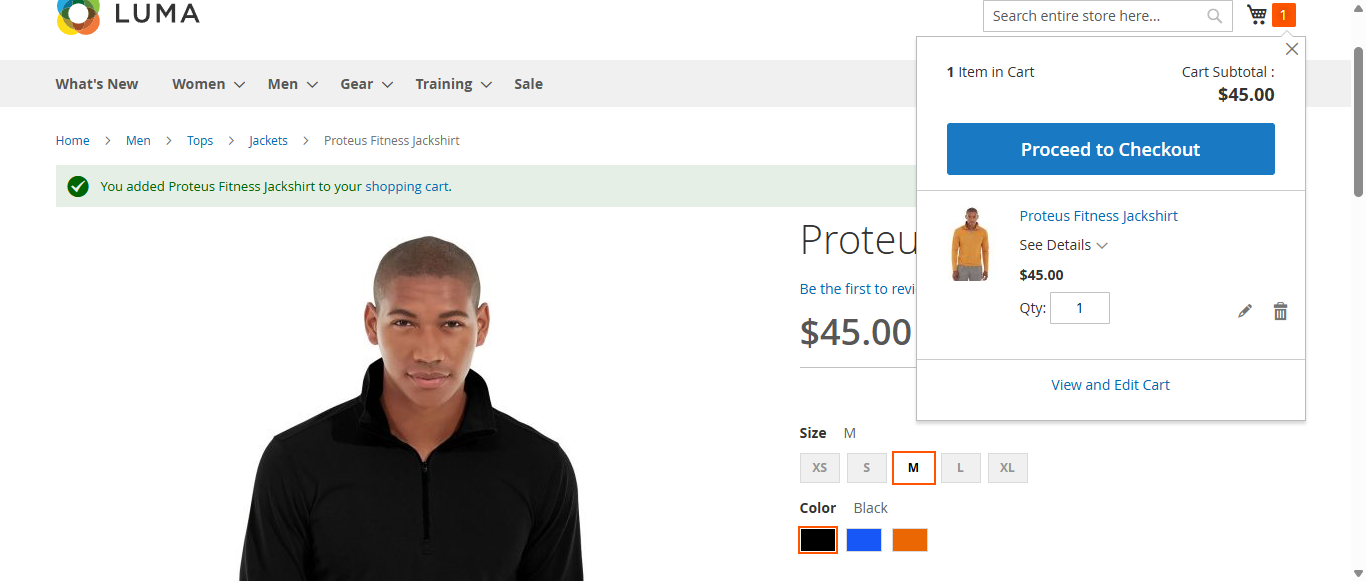 LUMA
Search entire store here...
1
What's New
Women
Men
Gear
Training
Sale
1 Item in Cart
Cart Subtotal :
$45.00
Proceed to Checkout
Home
Men
Tops
Jackets
Proteus Fitness Jackshirt
You added Proteus Fitness Jackshirt to your shopping cart.
Proteus Fitness Jackshirt
See Details
$45.00
Qty: 1
View and Edit Cart
Proteu
Be the first to revi
$45.00
Size M
XS S M L XL
Color Black